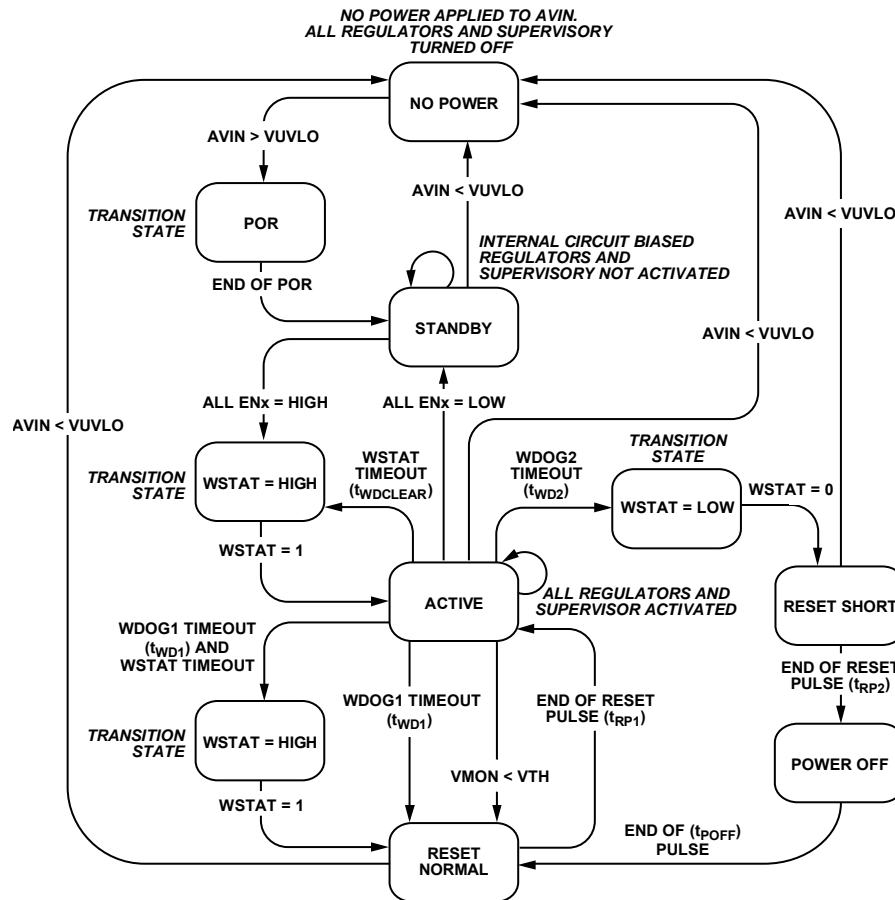 NO POWER APPLIED TO AVIN.
ALL REGULATORS AND SUPERVISORY
TURNED OFF
NO POWER
AVIN > VUVLO
AVIN < VUVLO
AVIN < VUVLO
TRANSITION
STATE
POR
INTERNAL CIRCUIT BIASED
REGULATORS AND
SUPERVISORY NOT ACTIVATED
END OF POR
STANDBY
AVIN < VUVLO
ALL ENx = HIGH
ALL ENx = LOW
AVIN < VUVLO
TRANSITION
STATE
WSTAT = HIGH
WSTAT
TIMEOUT
(tWDCLEAR)
WDOG2
TIMEOUT
(tWD2)
TRANSITION
STATE
WSTAT = LOW
WSTAT = 0
WSTAT = 1
ACTIVE
ALL REGULATORS AND
SUPERVISOR ACTIVATED
RESET SHORT
WDOG1 TIMEOUT
(tWD1) AND
WSTAT TIMEOUT
WDOG1 TIMEOUT
(tWD1)
END OF RESET
PULSE (tRP1)
END OF RESET
PULSE (tRP2)
TRANSITION
STATE
WSTAT = HIGH
POWER OFF
VMON < VTH
WSTAT = 1
RESET
NORMAL
END OF (tPOFF)
PULSE